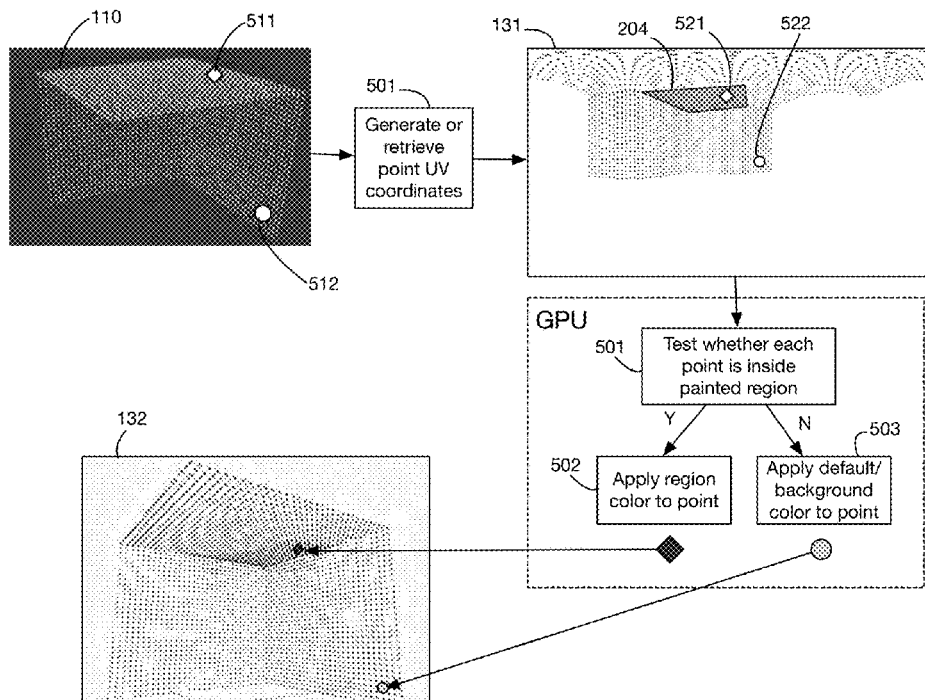 110
511
501
Generate or
retrieve
point UV
coordinates
512
131
204
521
522
GPU
501
Test whether each
point is inside
painted region
Y
N
502
Apply region
color to point
503
Apply default/
background
color to point
132